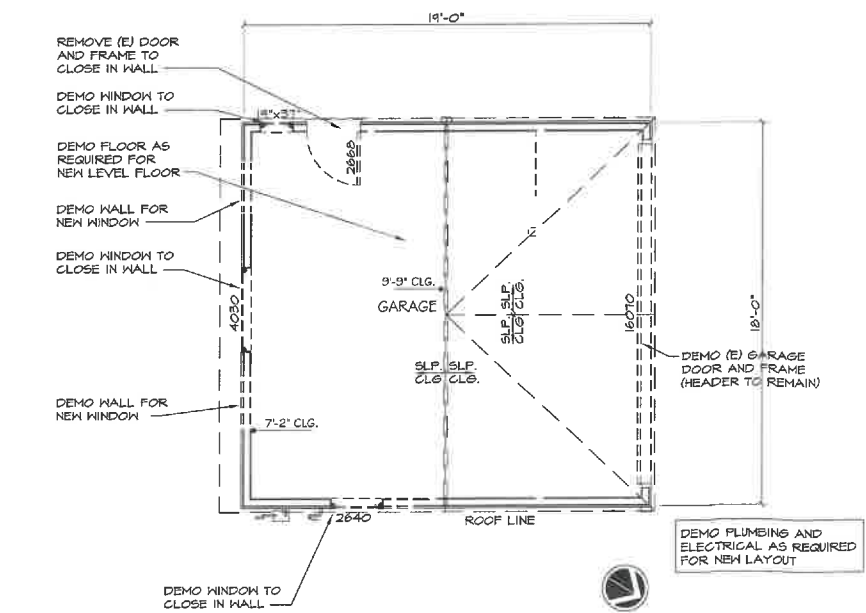 19'-0"
REMOVE (E) DOOR
AND FRAME TO
CLOSE IN WALL
DEMO WINDOW TO
CLOSE IN WALL
DEMO FLOOR AS
REQUIRED FOR
NEW LEVEL FLOOR
2668
DEMO WALL FOR
NEW WINDOW
DEMO WINDOW TO
CLOSE IN WALL
4030
9'-9" CLG.
GARAGE
SLP. SLP.
CLG. CLG.
16070
18'-0"
SLP. SLP.
CLG. CLG.
DEMO (E) GARAGE
DOOR AND FRAME
(HEADER TO REMAIN)
DEMO WALL FOR
NEW WINDOW
7'-2" CLG.
2640
ROOF LINE
DEMO PLUMBING AND
ELECTRICAL AS REQUIRED
FOR NEW LAYOUT
DEMO WINDOW TO
CLOSE IN WALL